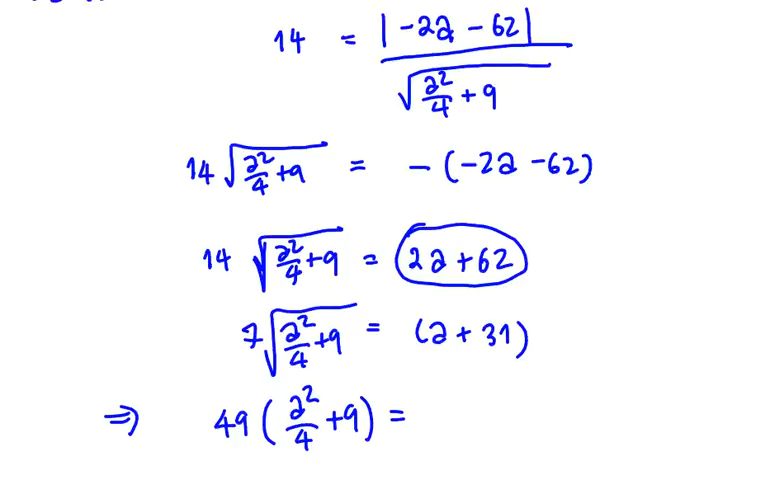 14 = |-2a - 62| / √(a²/4 + 9)
14 √(a²/4 + 9) = - (-2a - 62)
14 √(a²/4 + 9) = 2a + 62
7 √(a²/4 + 9) = (a + 31)
⇒ 49 (a²/4 + 9) =